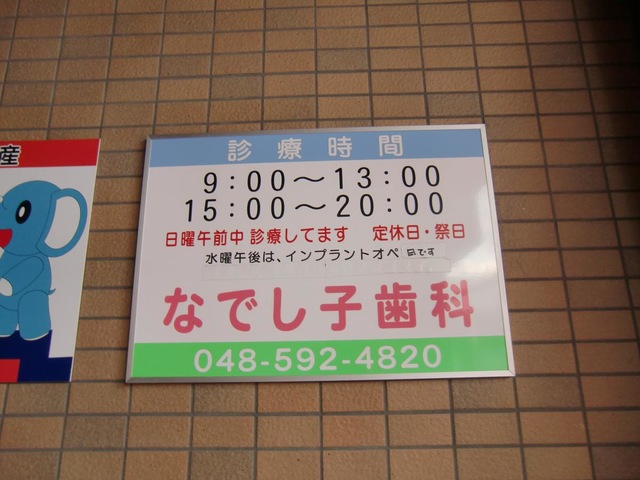 産
診療時間
9：00～13：00
15：00～20：00
日曜午前中 診療してます　定休日・祭日
水曜午後は、インプラントオペ日です
なでし子歯科
048-592-4820